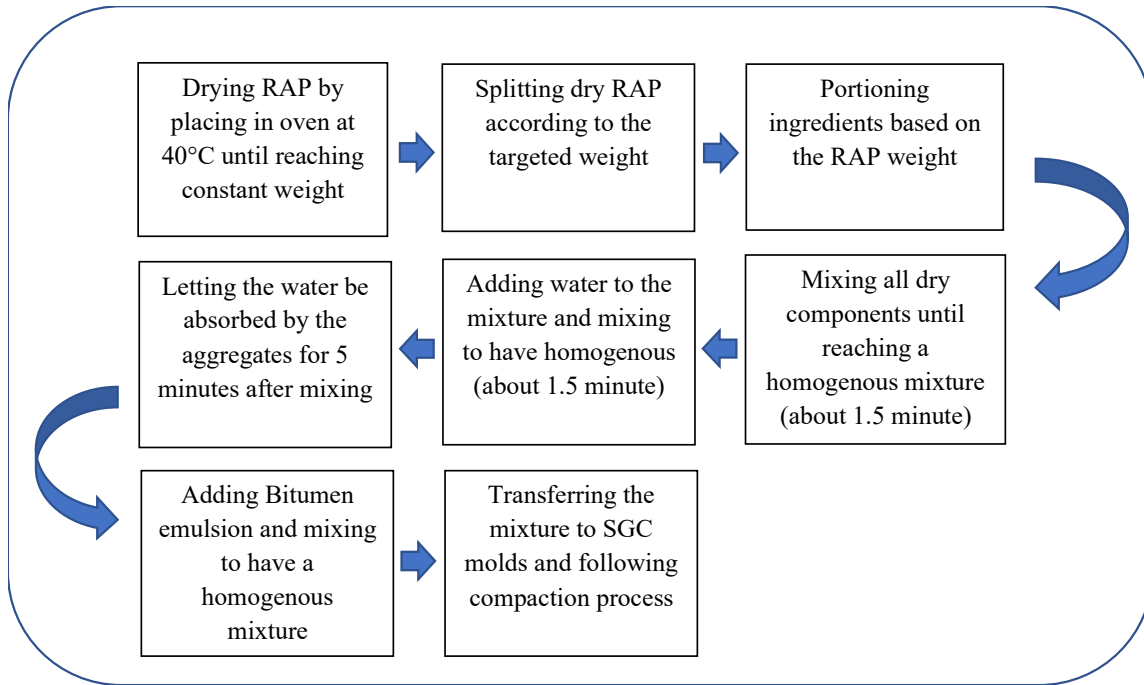 Drying RAP by
placing in oven at
40°C until reaching
constant weight
Splitting dry RAP
according to the
targeted weight
Portioning
ingredients based on
the RAP weight
Mixing all dry
components until
reaching a
homogenous mixture
(about 1.5 minute)
Adding water to the
mixture and mixing
to have homogenous
(about 1.5 minute)
Letting the water be
absorbed by the
aggregates for 5
minutes after mixing
Adding Bitumen
emulsion and mixing
to have a
homogenous
mixture
Transferring the
mixture to SGC
molds and following
compaction process